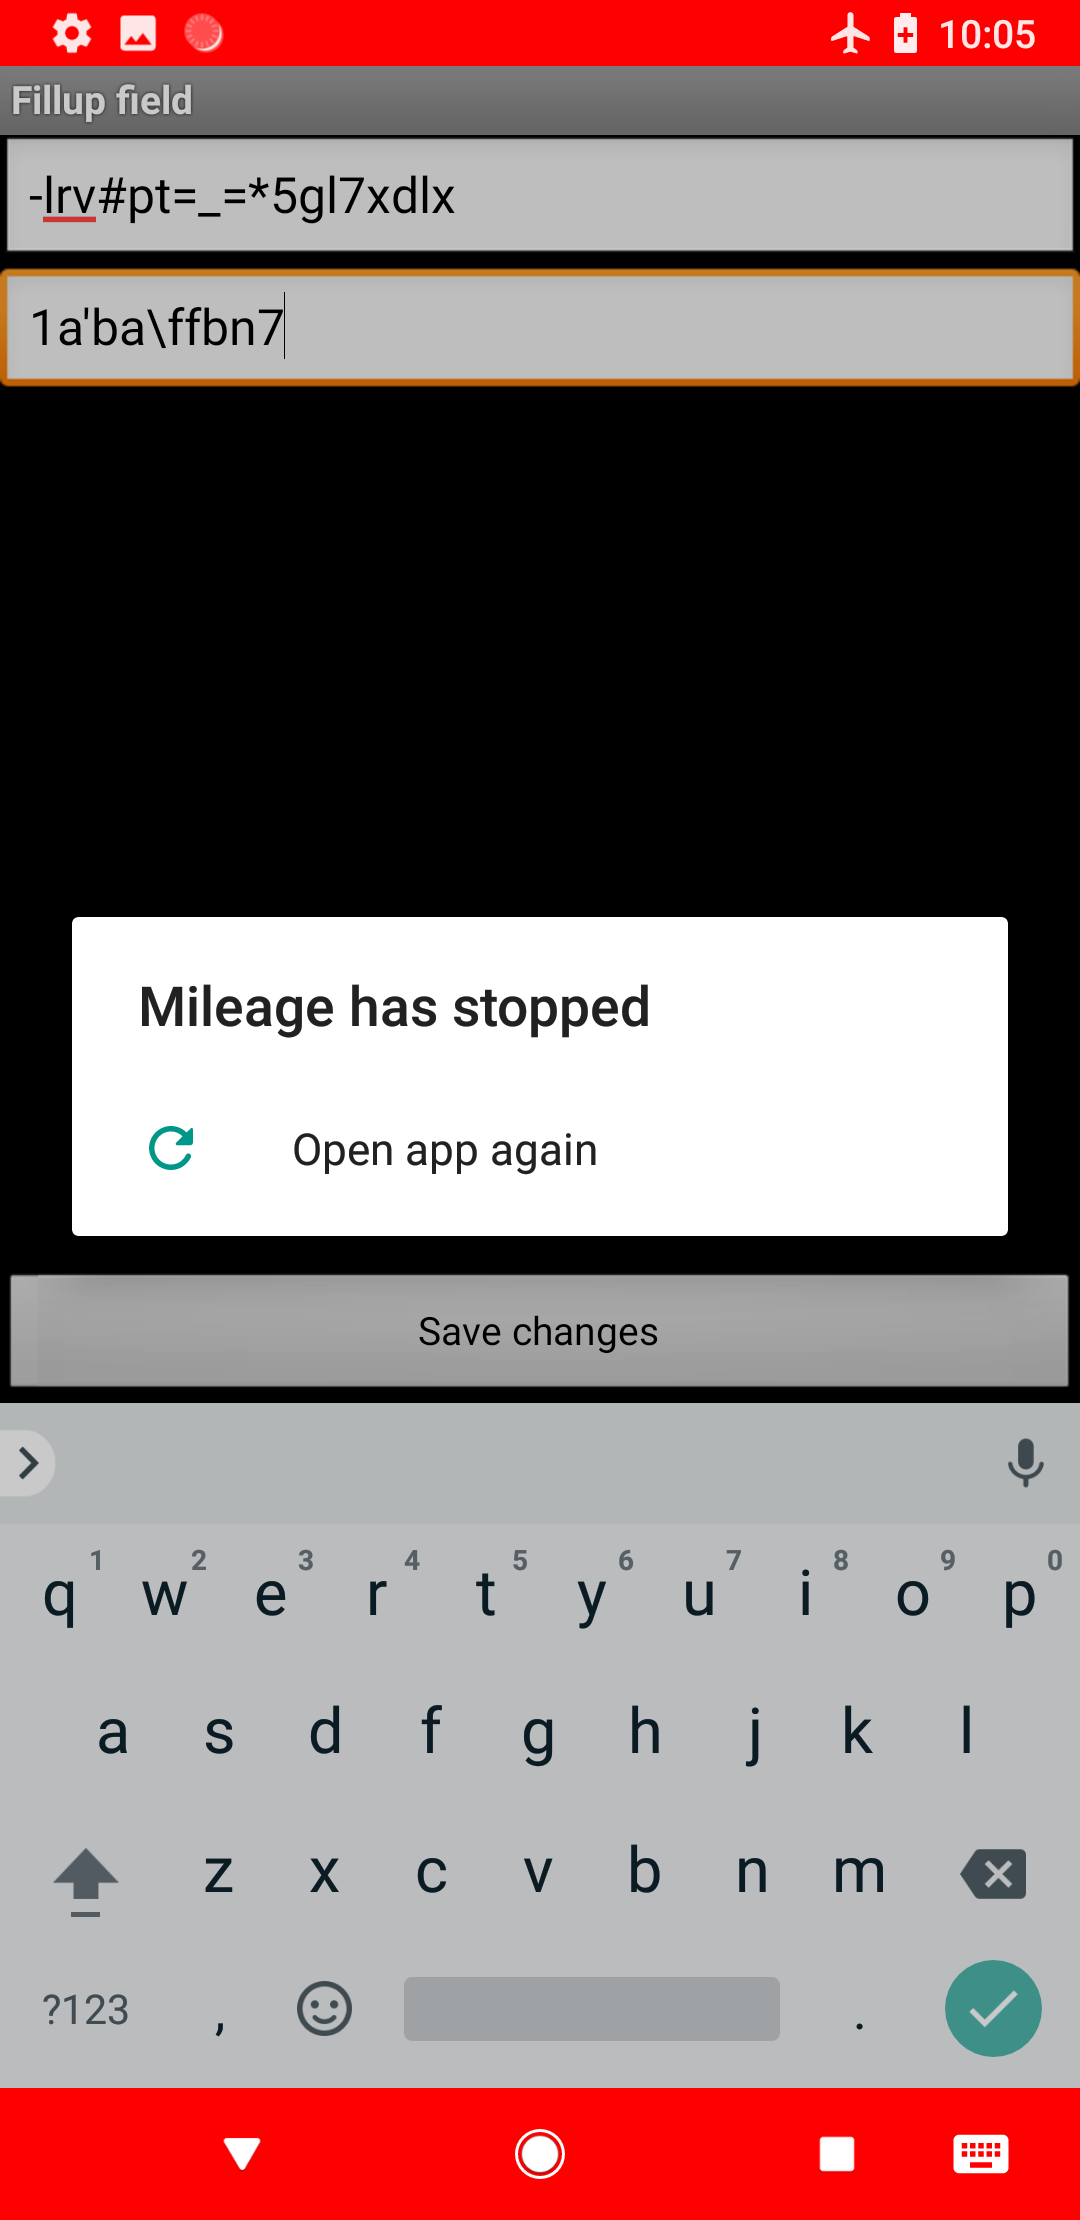 10:05
Fillup field
-lrv#pt=_=*5gl7xdlx
1a'ba\ffbn7
Mileage has stopped
Open app again
Save changes
1 2 3 4 5 6 7 8 9 0
q w e r t y u i o p
a s d f g h j k l
z x c v b n m
?123 , .